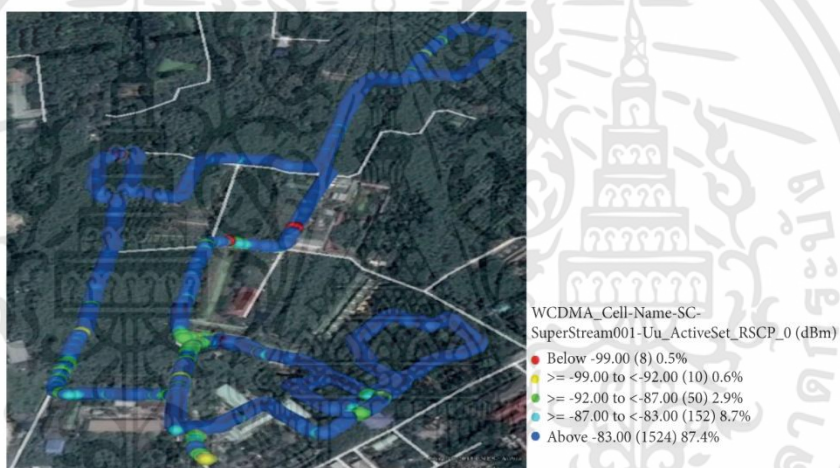 WCDMA_Cell-Name-SC-
SuperStream001-Uu_ActiveSet_RSCP_0 (dBm)
Below -99.00 (8) 0.5%
>= -99.00 to <-92.00 (10) 0.6%
>= -92.00 to <-87.00 (50) 2.9%
>= -87.00 to <-83.00 (152) 8.7%
Above -83.00 (1524) 87.4%